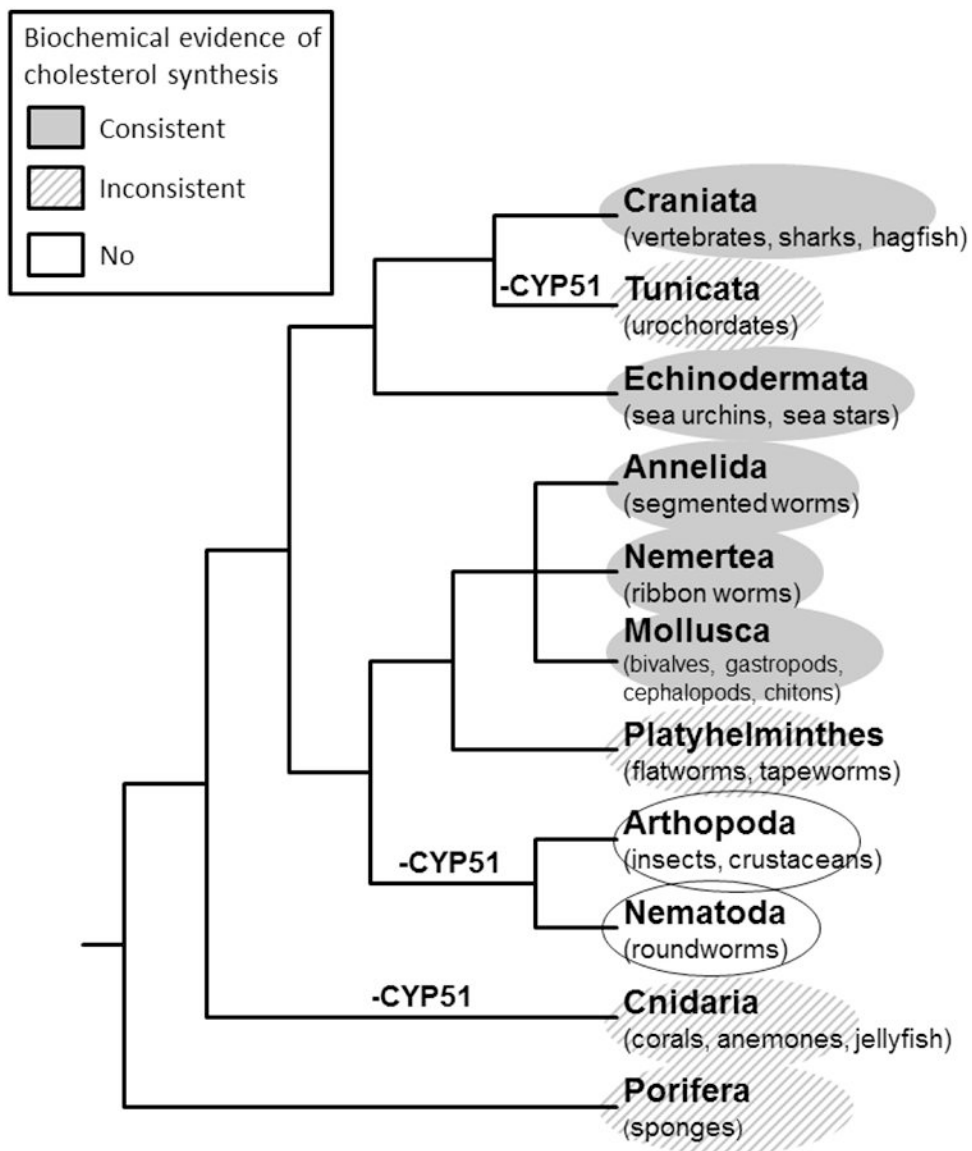 Biochemical evidence of
cholesterol synthesis
Consistent
Inconsistent
No
Craniata
(vertebrates, sharks, hagfish)
-CYP51
Tunicata
(urochordates)
Echinodermata
(sea urchins, sea stars)
Annelida
(segmented worms)
Nemertea
(ribbon worms)
Mollusca
(bivalves, gastropods,
cephalopods, chitons)
Platyhelminthes
(flatworms, tapeworms)
Arthopoda
(insects, crustaceans)
-CYP51
Nematoda
(roundworms)
-CYP51
Cnidaria
(corals, anemones, jellyfish)
Porifera
(sponges)